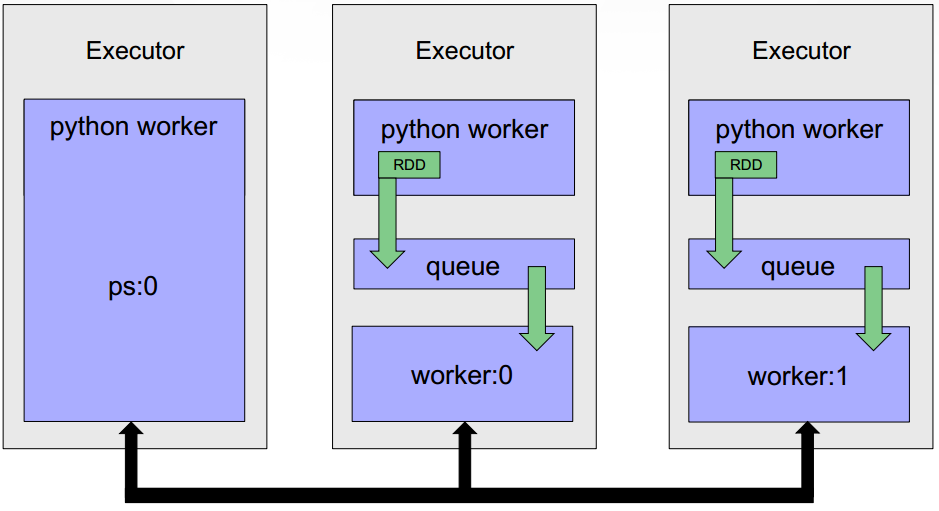 Executor
python worker
ps:0
Executor
python worker
RDD
queue
worker:0
Executor
python worker
RDD
queue
worker:1